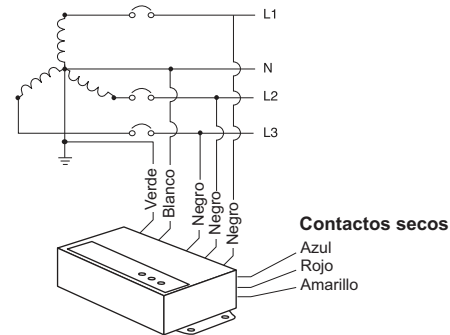 L1
N
L2
L3
Verde
Blanco
Negro
Negro
Negro
Contactos secos
Azul
Rojo
Amarillo